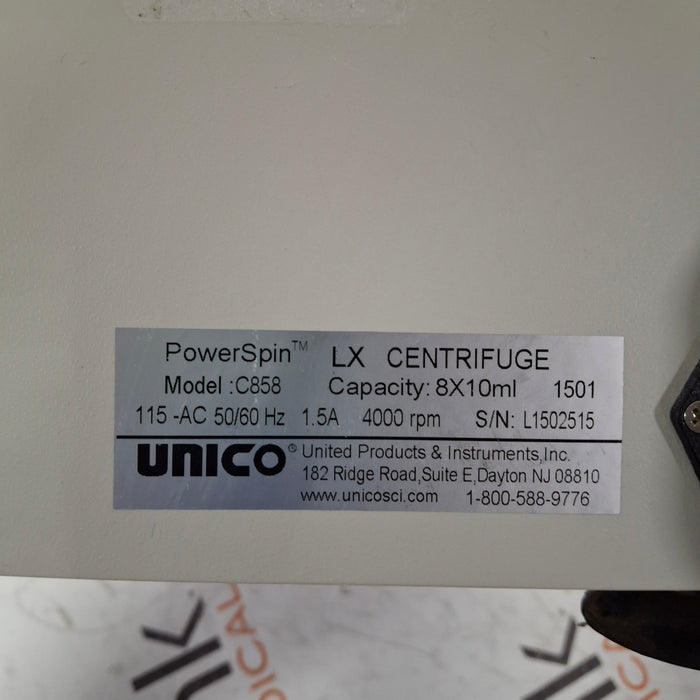 PowerSpin™ LX CENTRIFUGE
Model :C858 Capacity: 8X10ml 1501
115 -AC 50/60 Hz 1.5A 4000 rpm S/N: L1502515
UNICO® United Products & Instruments,Inc.
182 Ridge Road,Suite E,Dayton NJ 08810
www.unicosci.com 1-800-588-9776